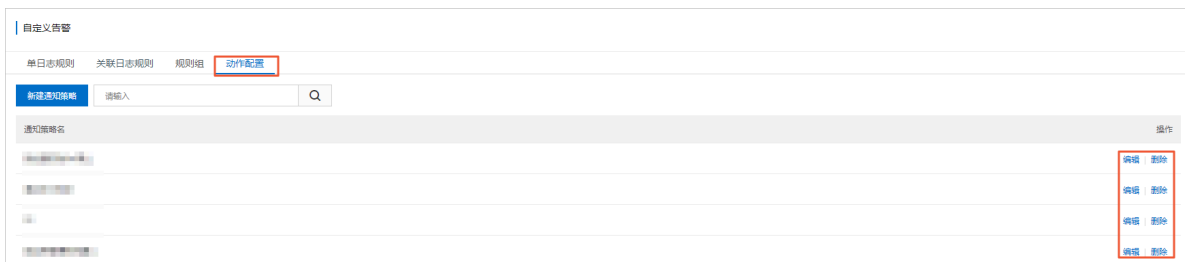 自定义告警
单日志规则 关联日志规则 规则组 动作配置
新建通知策略 请输入
通知策略名 操作
编辑 | 删除
编辑 | 删除
编辑 | 删除
编辑 | 删除